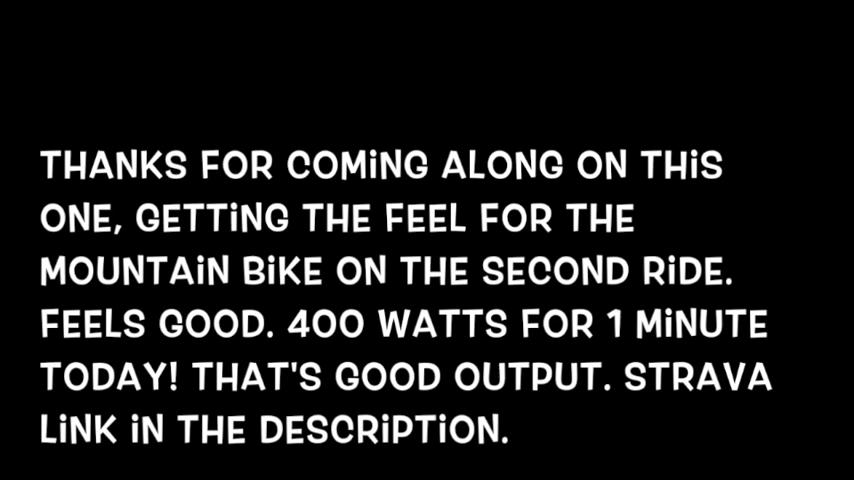 THANKS FOR COMiNG ALONG ON THiS
ONE, GETTiNG THE FEEL FOR THE
MOUNTAiN BiKE ON THE SECOND RiDE.
FEELS GOOD. 400 WATTS FOR 1 MiNUTE
TODAY! THAT'S GOOD OUTPUT. STRAVA
LiNK iN THE DESCRiPTiON.